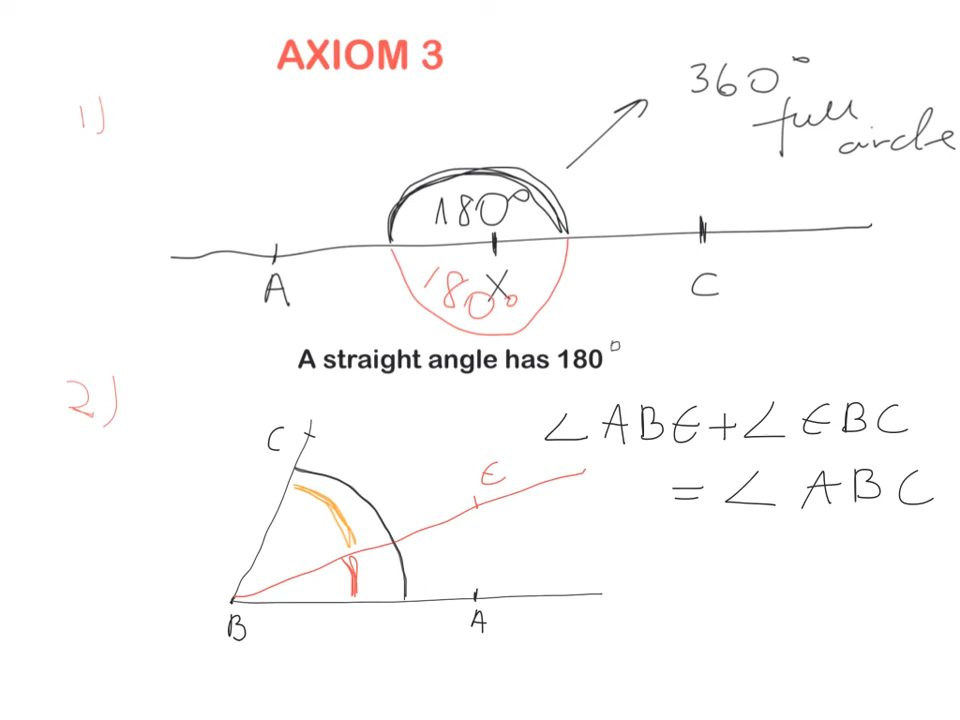 AXIOM 3
1)
360°
full
circle
180°
A
X
C
180°
A straight angle has 180°
2)
C
E
∠ABE+∠EBC
=∠ABC
B
A